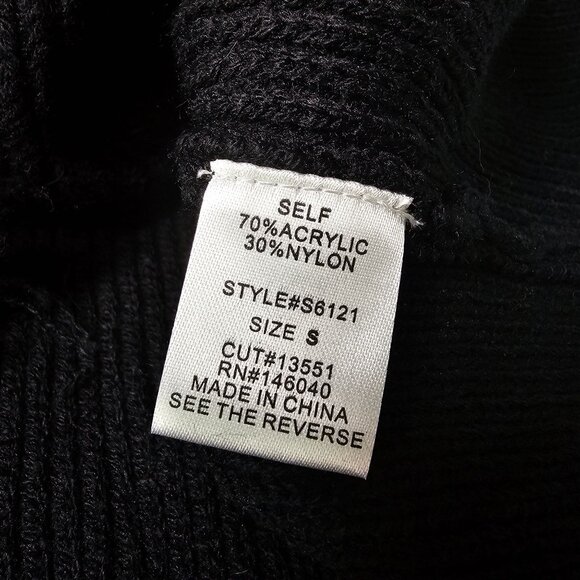 SELF
70%ACRYLIC
30%NYLON
STYLE#S6121
SIZE S
CUT#13551
RN#146040
MADE IN CHINA
SEE THE REVERSE